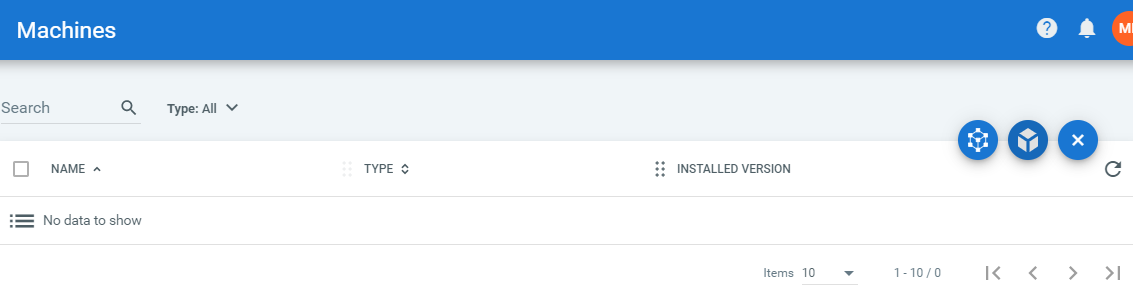 Machines
?
M
Search
Type: All
NAME
TYPE
INSTALLED VERSION
No data to show
Items 10
1 - 10 / 0